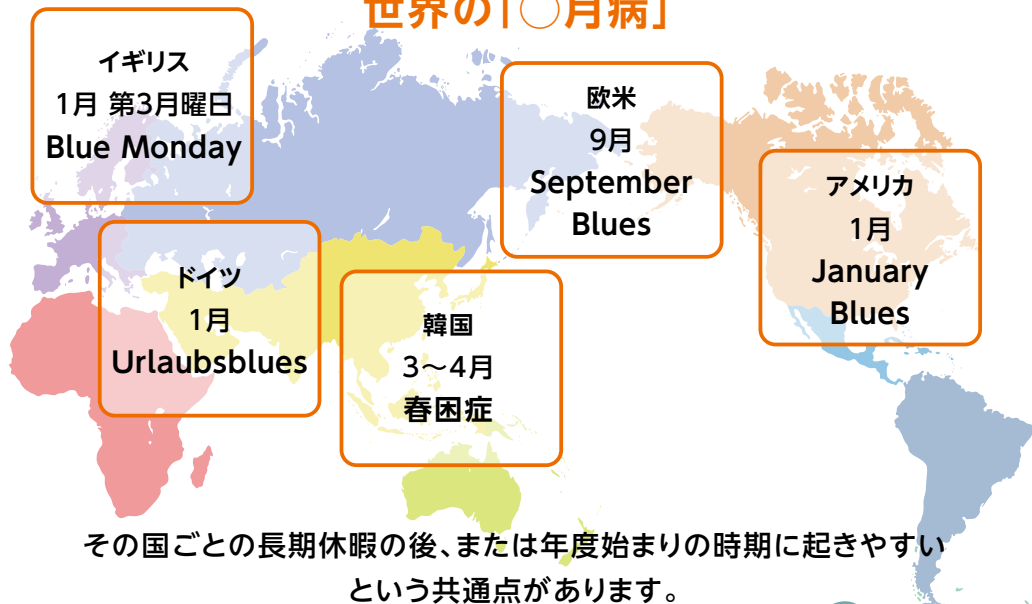 世界の「○月病」
イギリス
1月 第3月曜日
Blue Monday
欧米
9月
September
Blues
アメリカ
1月
January
Blues
ドイツ
1月
Urlaubsblues
韓国
3〜4月
春困症
その国ごとの長期休暇の後、または年度始まりの時期に起きやすい
という共通点があります。